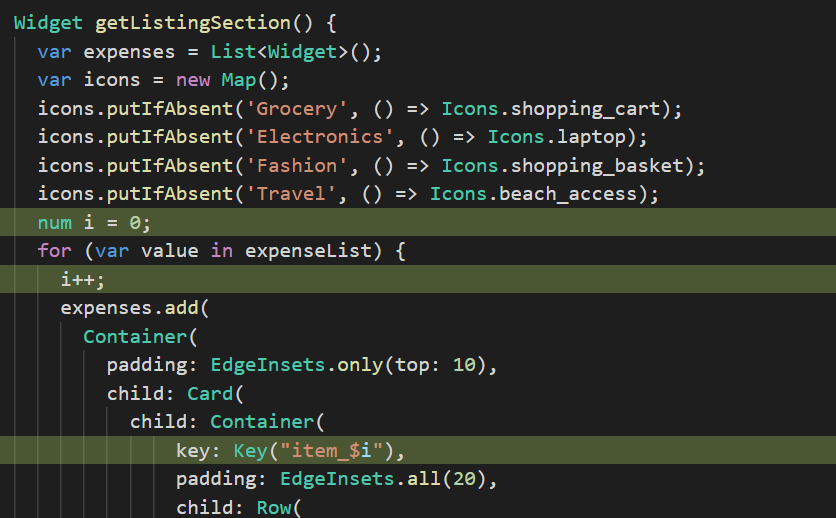 Widget getListingSection() {
  var expenses = List<Widget>();
  var icons = new Map();
  icons.putIfAbsent('Grocery', () => Icons.shopping_cart);
  icons.putIfAbsent('Electronics', () => Icons.laptop);
  icons.putIfAbsent('Fashion', () => Icons.shopping_basket);
  icons.putIfAbsent('Travel', () => Icons.beach_access);
  num i = 0;
  for (var value in expenseList) {
    i++;
    expenses.add(
      Container(
        padding: EdgeInsets.only(top: 10),
        child: Card(
          child: Container(
              key: Key("item_$i"),
              padding: EdgeInsets.all(20),
              child: Row(